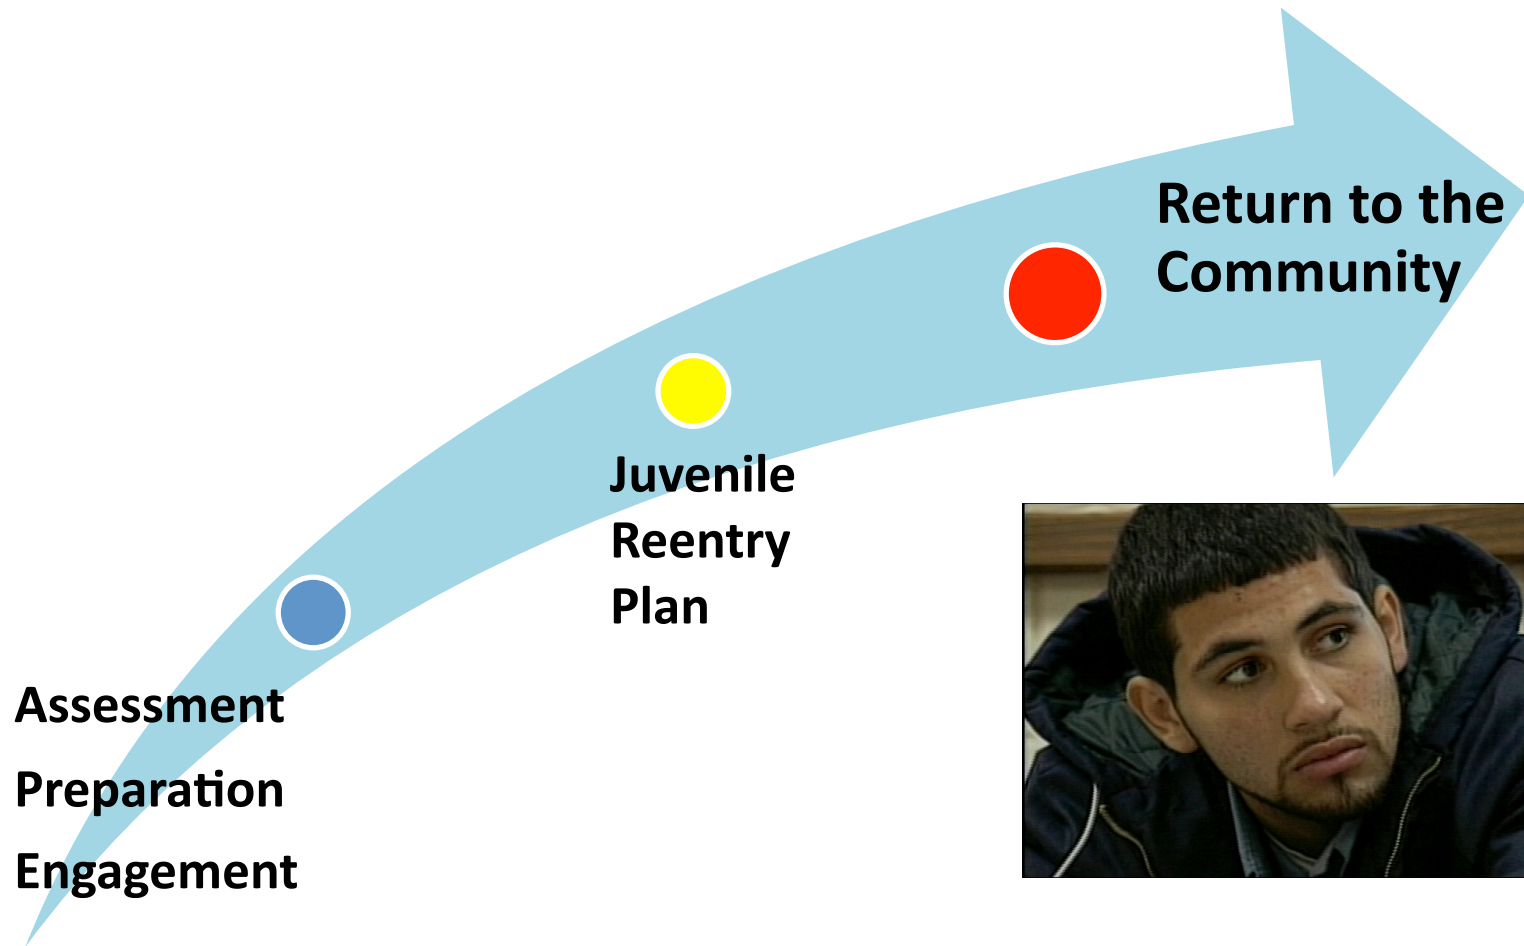 Return to the
Community
Juvenile
Reentry
Plan
Assessment
Preparation
Engagement